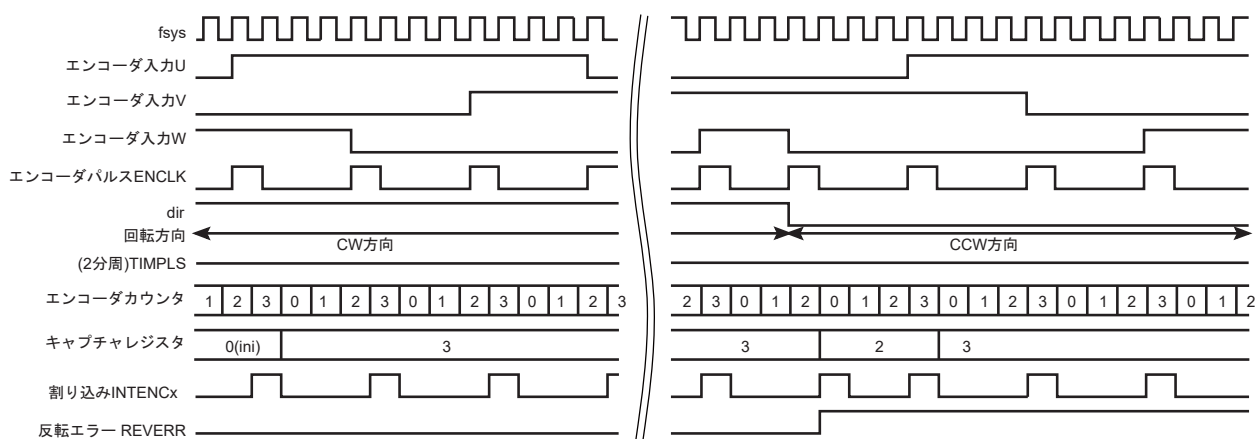 fsys
エンコーダ入力U
エンコーダ入力V
エンコーダ入力W
エンコーダパルスENCLK
dir
回転方向 CW方向 CCW方向
(2分周)TIMPLS
エンコーダカウンタ 1 2 3 0 1 2 3 0 1 2 3 0 1 2 3 2 3 0 1 2 0 1 2 3 0 1 2 3 0 1 2 3 0 1 2
キャプチャレジスタ 0(ini) 3 3 2 3
割り込みINTENCx
反転エラー REVERR